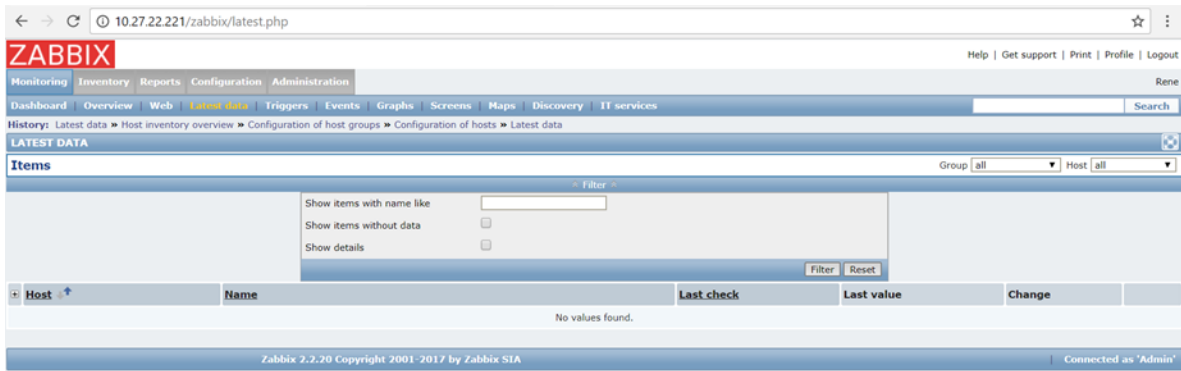 10.27.22.221/zabbix/latest.php
ZABBIX
Help | Get support | Print | Profile | Logout
Monitoring Inventory Reports Configuration Administration
Rene
Dashboard | Overview | Web | Latest data | Triggers | Events | Graphs | Screens | Maps | Discovery | IT services
Search
History: Latest data » Host inventory overview » Configuration of host groups » Configuration of hosts » Latest data
LATEST DATA
Items Group all Host all
Filter
Show items with name like
Show items without data
Show details
Filter Reset
Host Name Last check Last value Change
No values found.
Zabbix 2.2.20 Copyright 2001-2017 by Zabbix SIA | Connected as 'Admin'